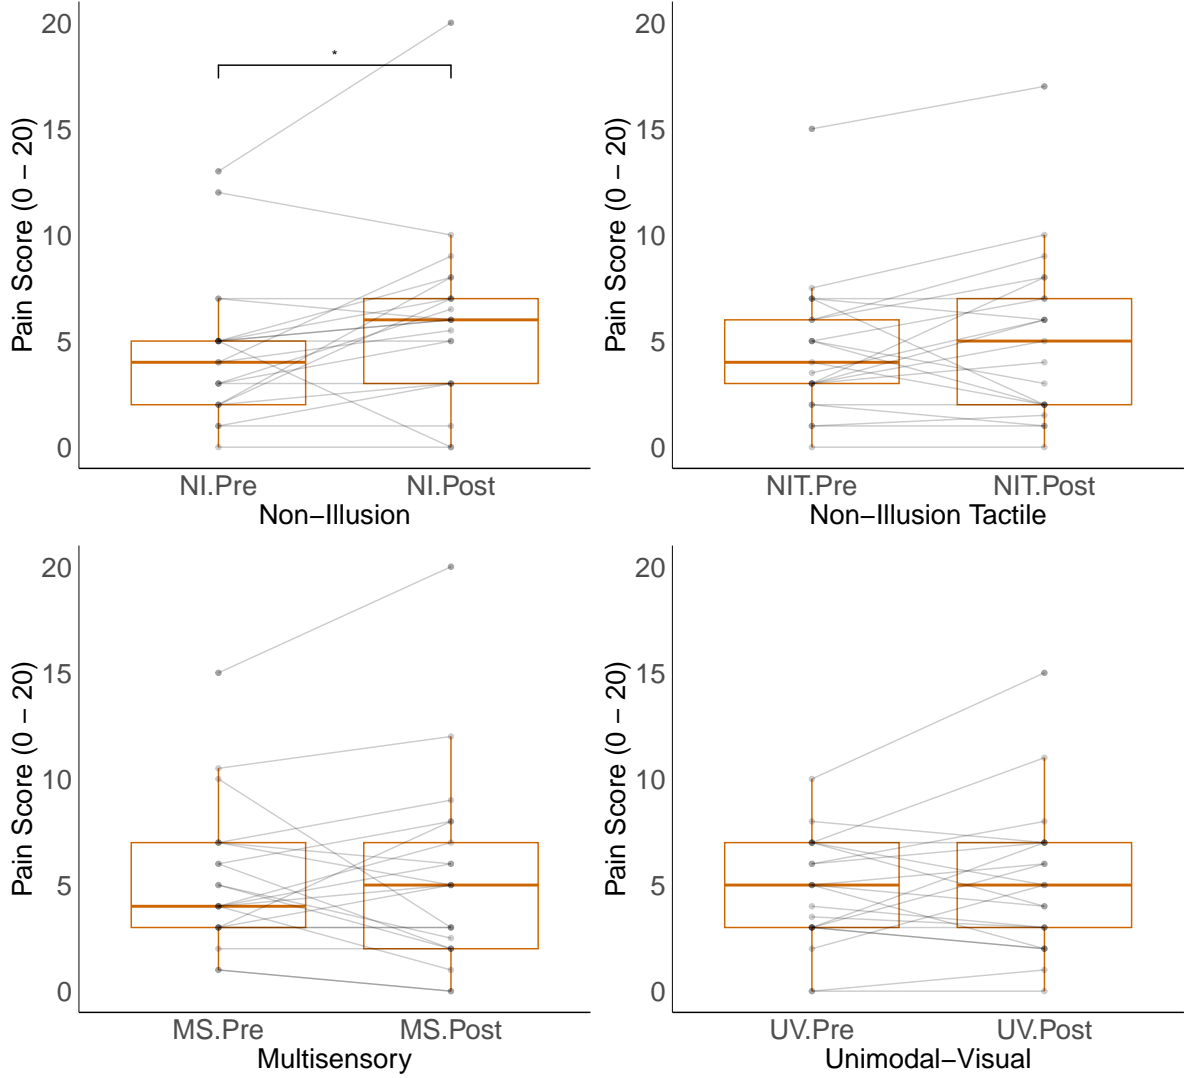 20
15
10
5
0
Pain Score (0 − 20)
*
NI.Pre NI.Post
Non−Illusion
20
15
10
5
0
Pain Score (0 − 20)
NIT.Pre NIT.Post
Non−Illusion Tactile
20
15
10
5
0
Pain Score (0 − 20)
MS.Pre MS.Post
Multisensory
20
15
10
5
0
Pain Score (0 − 20)
UV.Pre UV.Post
Unimodal−Visual